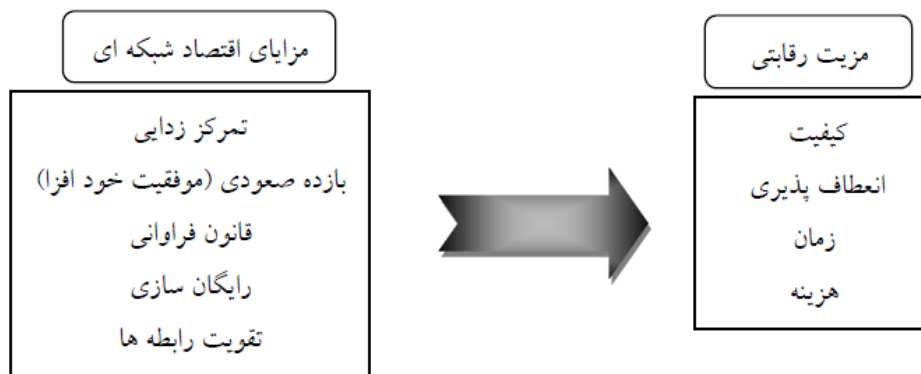 مزایای اقتصاد شبکه ای
تمرکز زدایی
بازده صعودی (موفقیت خود افزا)
قانون فراوانی
رایگان سازی
تقویت رابطه ها
مزیت رقابتی
کیفیت
انعطاف پذیری
زمان
هزینه